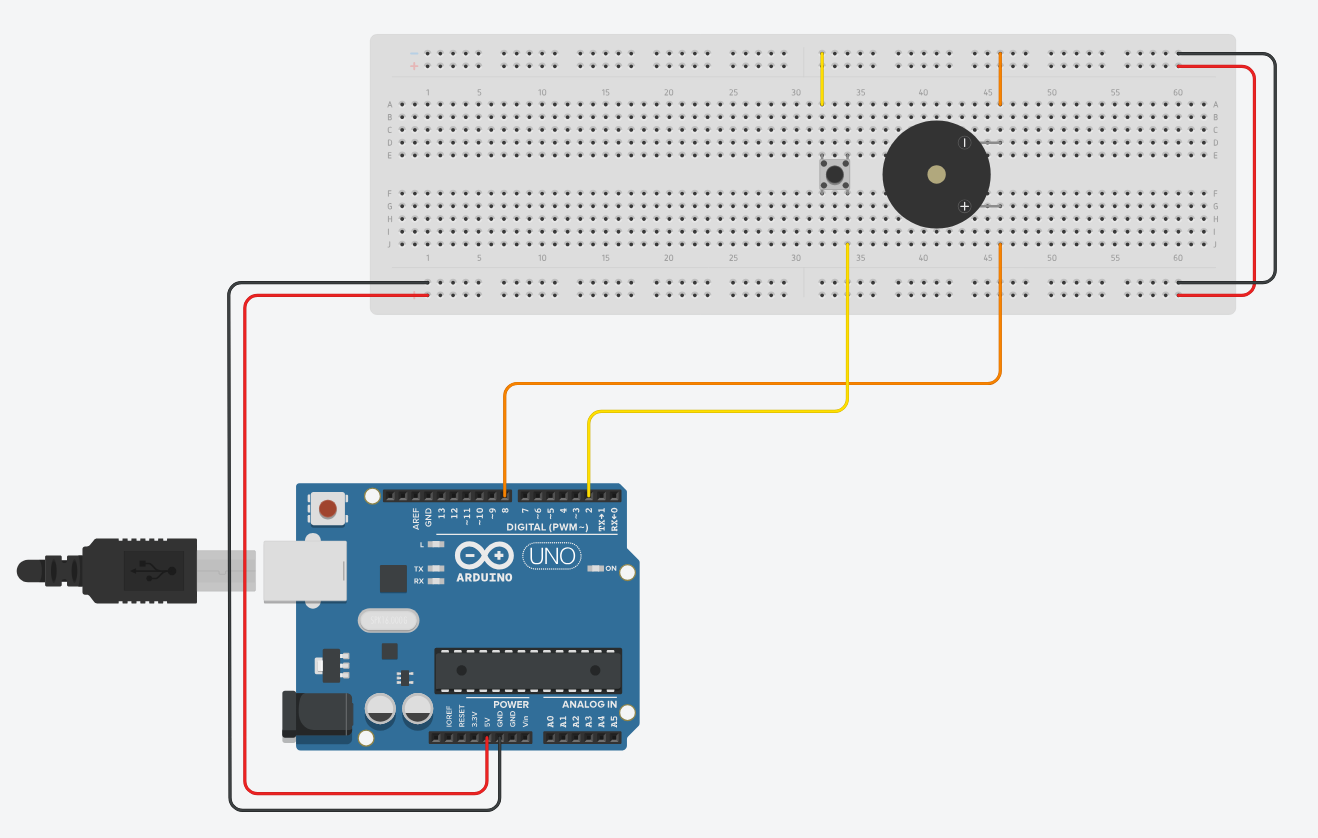 − 
+
1 5 10 15 20 25 30 35 40 45 50 55 60
A A
B B
C C
D D
E E
F F
G G
H H
I I
J J
1 5 10 15 20 25 30 35 40 45 50 55 60
AREF GND 13 12 ~11 ~10 ~9 8 7 ~6 ~5 4 ~3 2 TX→1 RX←0
DIGITAL (PWM~)
L
TX
RX
UNO
ON
ARDUINO
POWER ANALOG IN
IOREF RESET 3.3V 5V GND GND Vin A0 A1 A2 A3 A4 A5